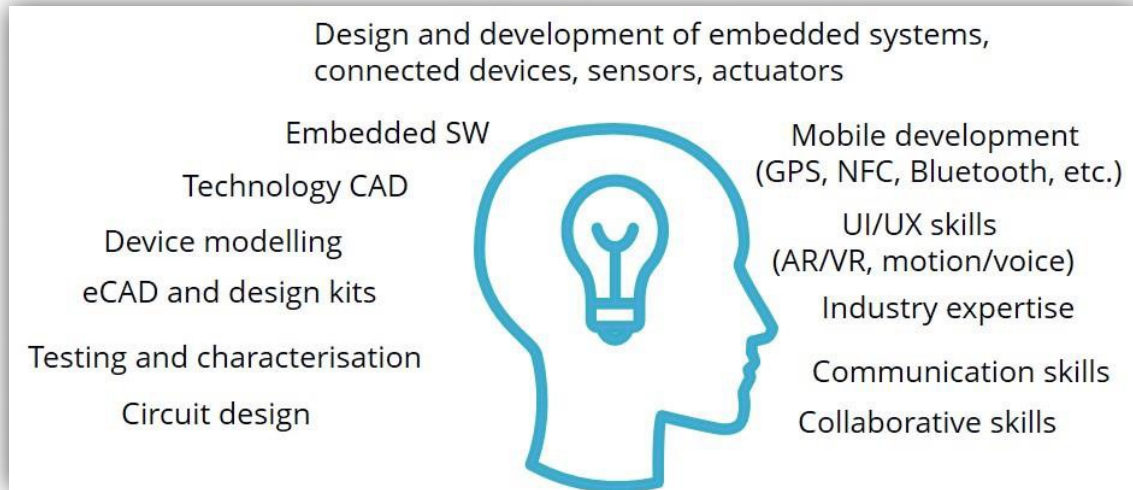 Design and development of embedded systems,
connected devices, sensors, actuators
Embedded SW
Technology CAD
Device modelling
eCAD and design kits
Testing and characterisation
Circuit design
Mobile development
(GPS, NFC, Bluetooth, etc.)
UI/UX skills
(AR/VR, motion/voice)
Industry expertise
Communication skills
Collaborative skills